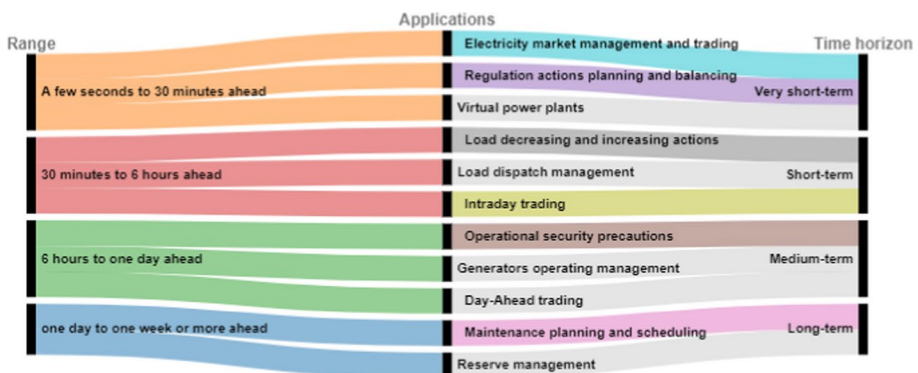 Applications
Range
Time horizon
Electricity market management and trading
Regulation actions planning and balancing
A few seconds to 30 minutes ahead
Very short-term
Virtual power plants
Load decreasing and increasing actions
30 minutes to 6 hours ahead
Load dispatch management
Short-term
Intraday trading
Operational security precautions
6 hours to one day ahead
Medium-term
Generators operating management
Day-Ahead trading
one day to one week or more ahead
Maintenance planning and scheduling
Long-term
Reserve management